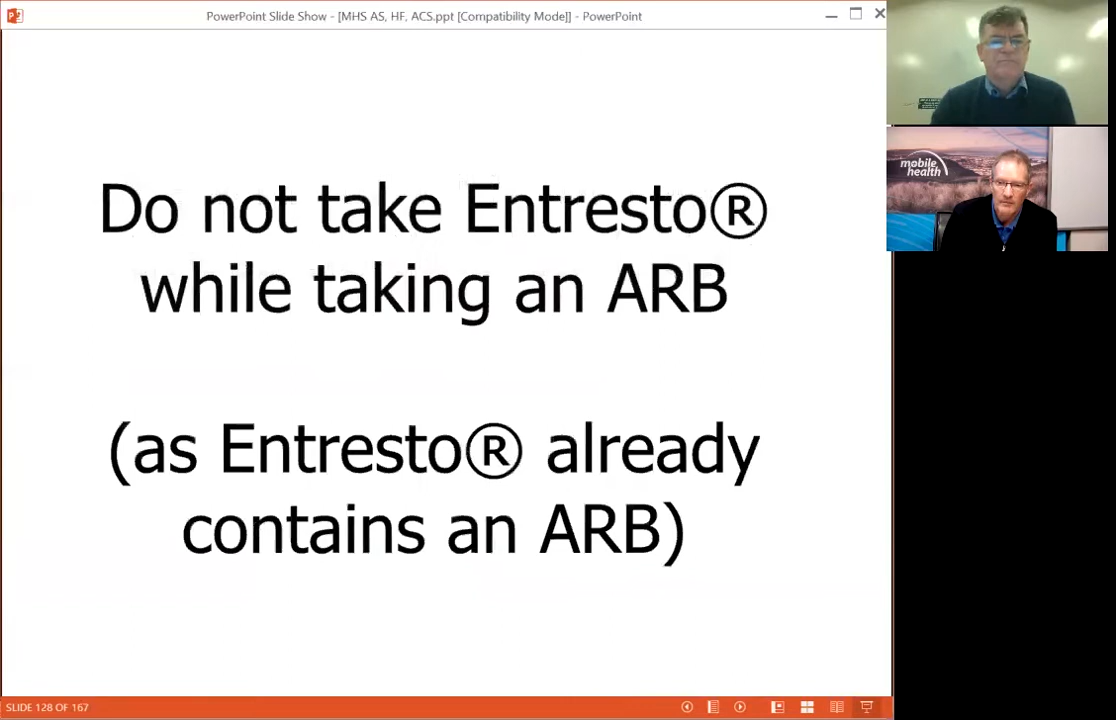 PowerPoint Slide Show - [MHS AS, HF, ACS.ppt [Compatibility Mode]] - PowerPoint
Do not take Entresto®
while taking an ARB
(as Entresto® already
contains an ARB)
mobile
health
SLIDE 128 OF 167